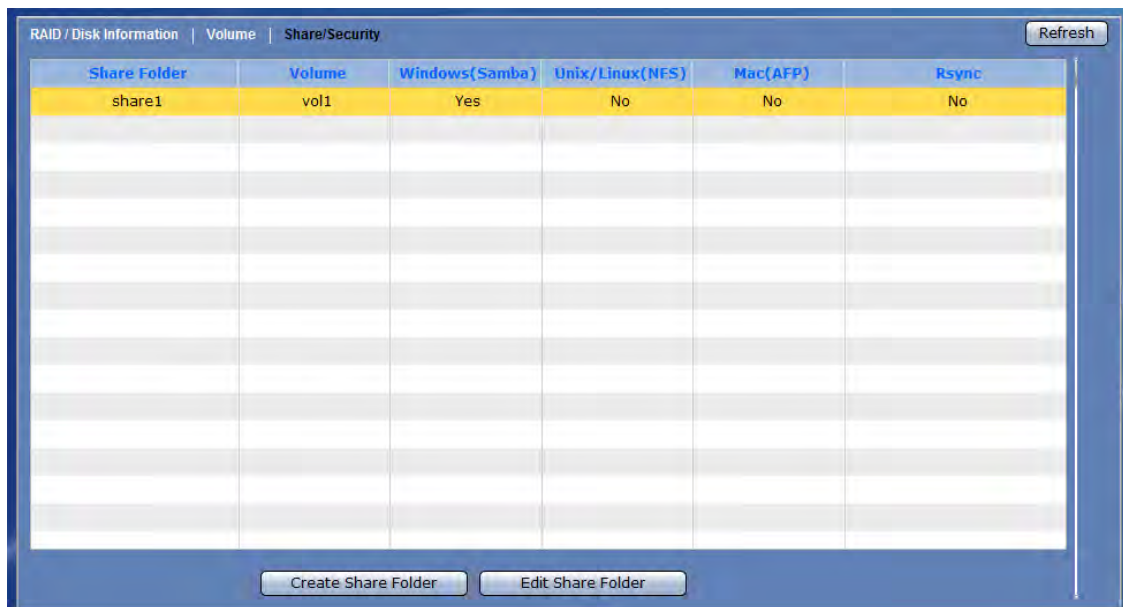 RAID / Disk Information | Volume | Share/Security Refresh
Share Folder Volume Windows(Samba) Unix/Linux(NFS) Mac(AFP) Rsync
share1 vol1 Yes No No No
Create Share Folder Edit Share Folder